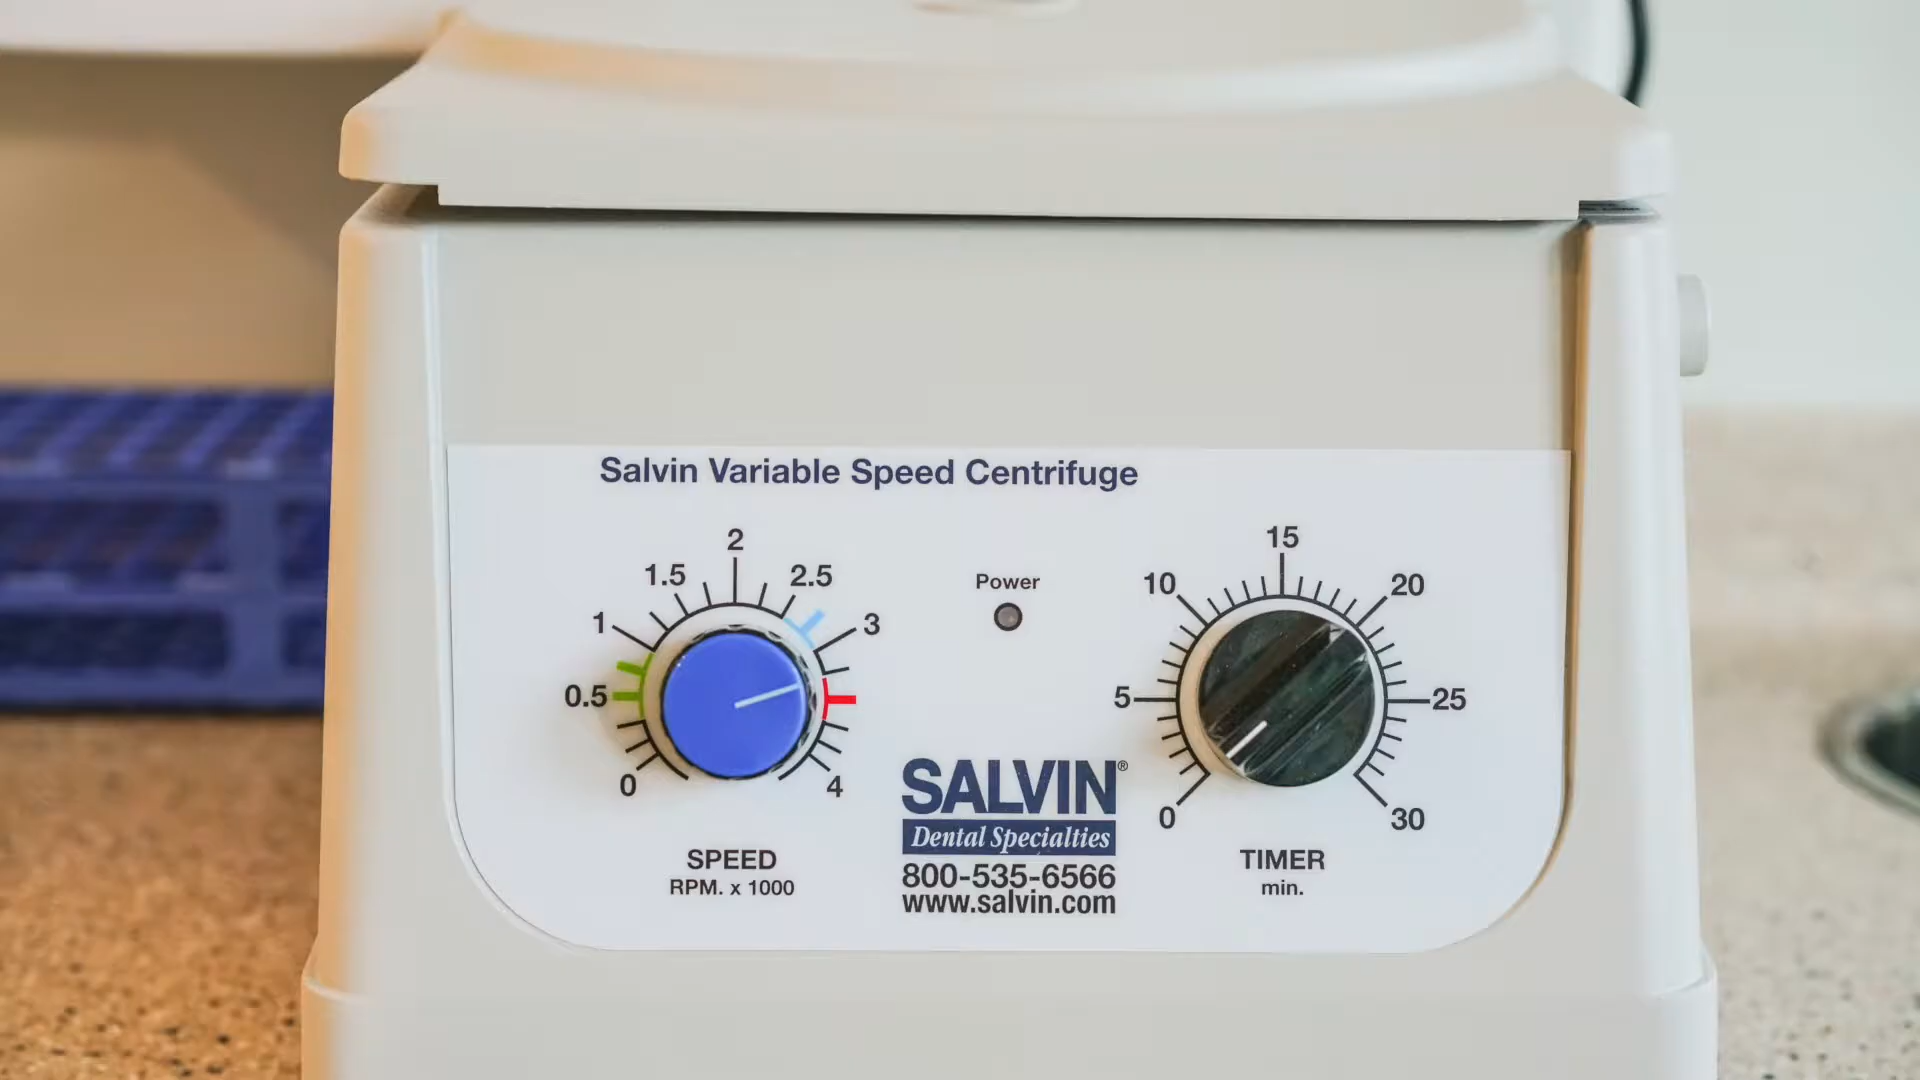 Salvin Variable Speed Centrifuge
0
0.5
1
1.5
2
2.5
3
4
SPEED
RPM. x 1000
Power
SALVIN®
Dental Specialties
800-535-6566
www.salvin.com
0
5
10
15
20
25
30
TIMER
min.